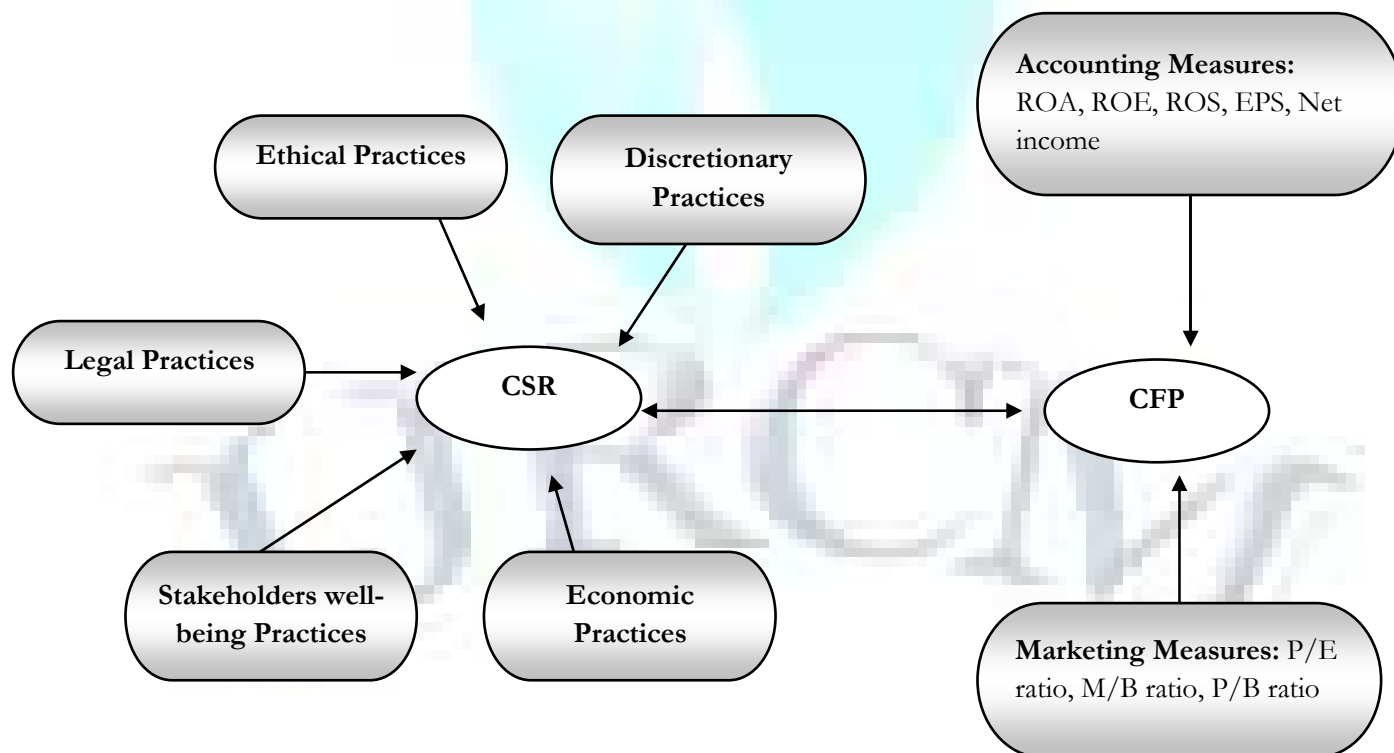 Accounting Measures:
ROA, ROE, ROS, EPS, Net
income
Ethical Practices
Discretionary
Practices
Legal Practices
CSR
CFP
Stakeholders well-
being Practices
Economic
Practices
Marketing Measures: P/E
ratio, M/B ratio, P/B ratio